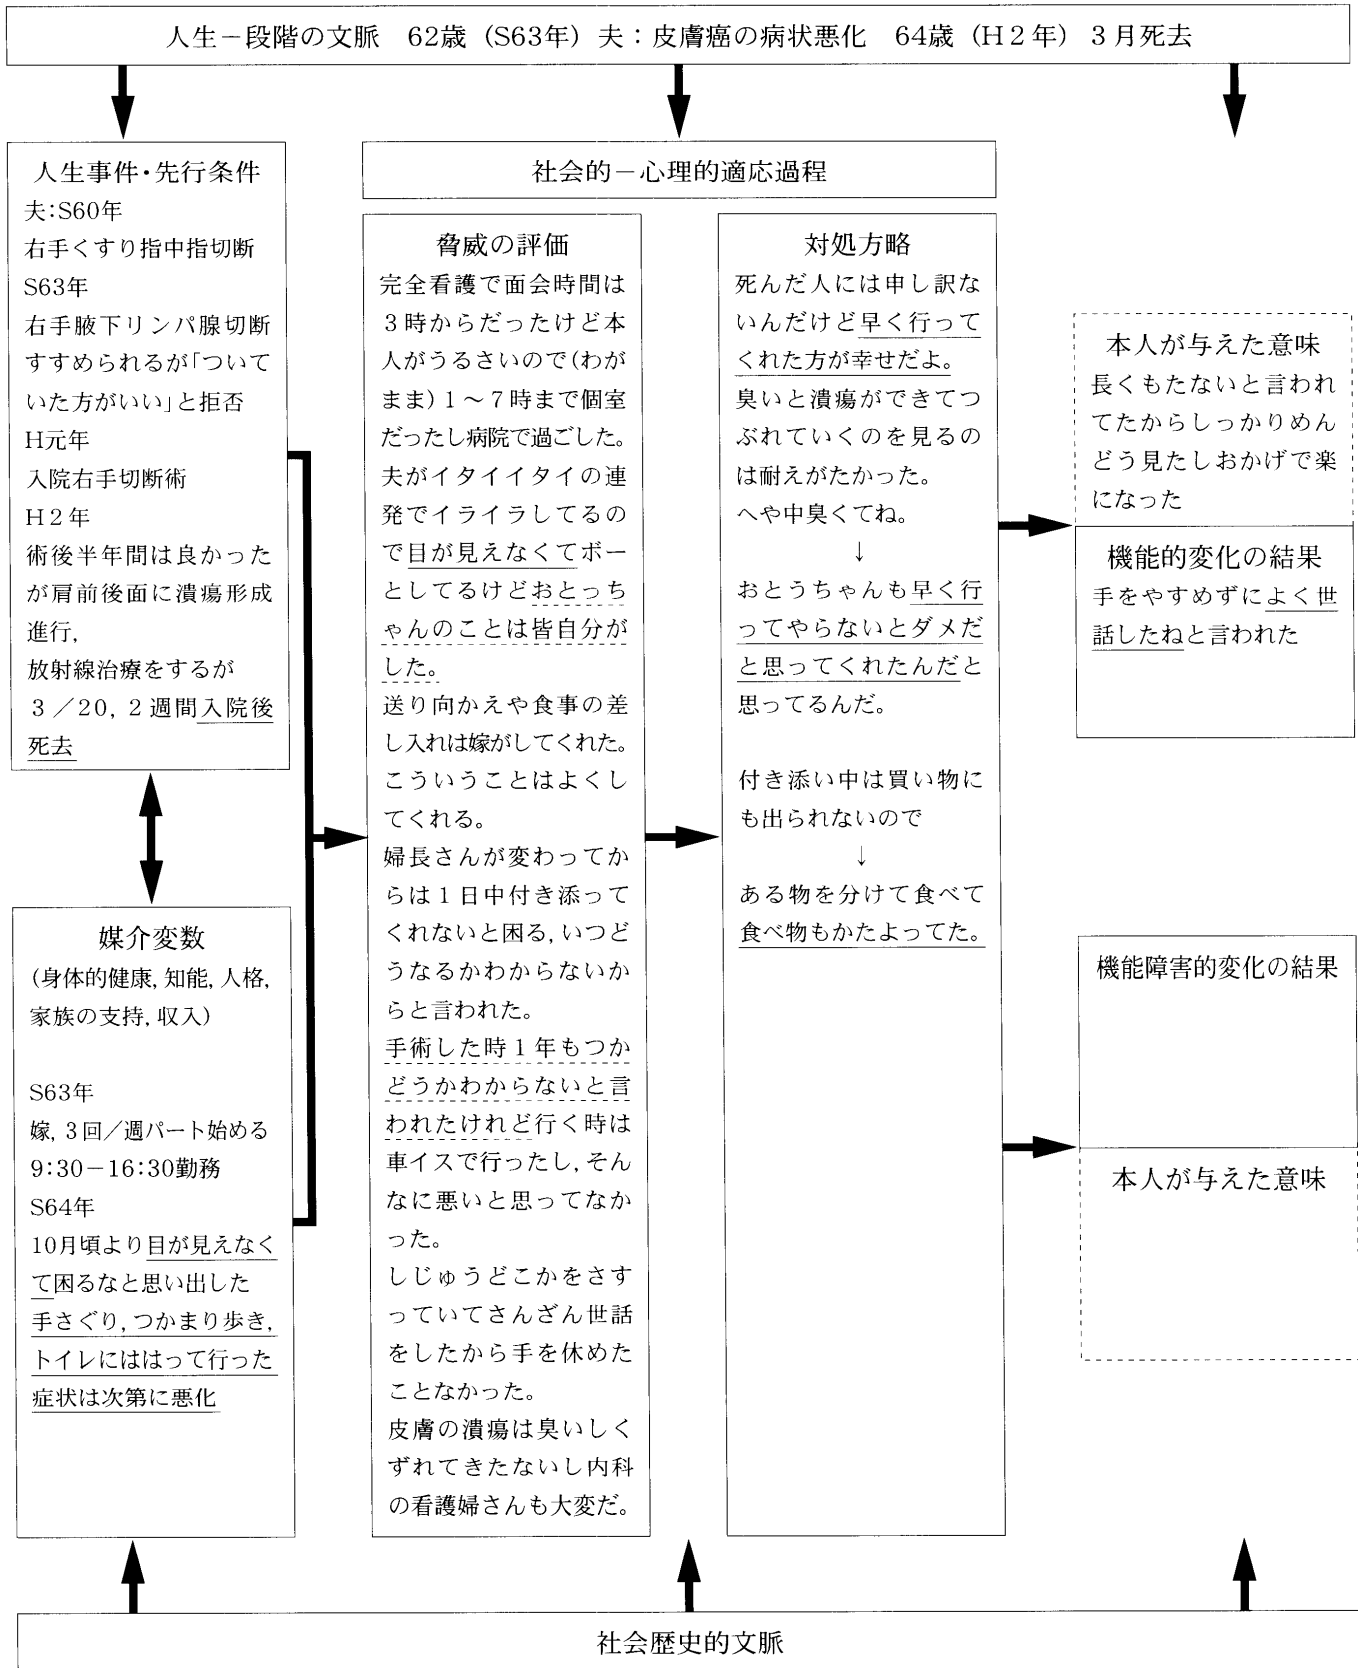 人生－段階の文脈　62歳（S63年）夫：皮膚癌の病状悪化　64歳（H２年）３月死去
人生事件・先行条件
夫：S60年
右手くすり指中指切断
S63年
右手腋下リンパ腺切断
すすめられるが「ついて
いた方がいい」と拒否
H元年
入院右手切断術
H２年
術後半年間は良かった
が肩前後面に潰瘍形成
進行，
放射線治療をするが
３／20，２週間入院後
死去
媒介変数
（身体的健康，知能，人格，
家族の支持，収入）
S63年
嫁，３回／週パート始める
9：30－16：30勤務
S64年
10月頃より目が見えなく
て困るなと思い出した
手さぐり，つかまり歩き，
トイレにははって行った
症状は次第に悪化
社会的－心理的適応過程
脅威の評価
完全看護で面会時間は
３時からだったけど本
人がうるさいので（わが
まま）１～７時まで個室
だったし病院で過ごした。
夫がイタイイタイの連
発でイライラしてるの
で目が見えなくてボー
としてるけどおとっち
ゃんのことは皆自分が
した。
送り向かえや食事の差
し入れは嫁がしてくれた。
こういうことはよくし
てくれる。
婦長さんが変わってか
らは１日中付き添って
くれないと困る，いつど
うなるかわからないか
らと言われた。
手術した時１年もつか
どうかわからないと言
われたけれど行く時は
車イスで行ったし，そん
なに悪いと思ってなか
った。
しじゅうどこかをさす
っていてさんざん世話
をしたから手を休めた
ことなかった。
皮膚の潰瘍は臭いしく
ずれてきたないし内科
の看護婦さんも大変だ。
対処方略
死んだ人には申し訳な
いんだけど早く行って
くれた方が幸せだよ。
臭いと潰瘍ができてつ
ぶれていくのを見るの
は耐えがたかった。
へや中臭くてね。
↓
おとうちゃんも早く行
ってやらないとダメだ
と思ってくれたんだと
思ってるんだ。
付き添い中は買い物に
も出られないので
↓
ある物を分けて食べて
食べ物もかたよってた。
本人が与えた意味
長くもたないと言われ
てたからしっかりめん
どう見たしおかげで楽
になった
機能的変化の結果
手をやすめずによく世
話したねと言われた
機能障害的変化の結果
本人が与えた意味
社会歴史的文脈